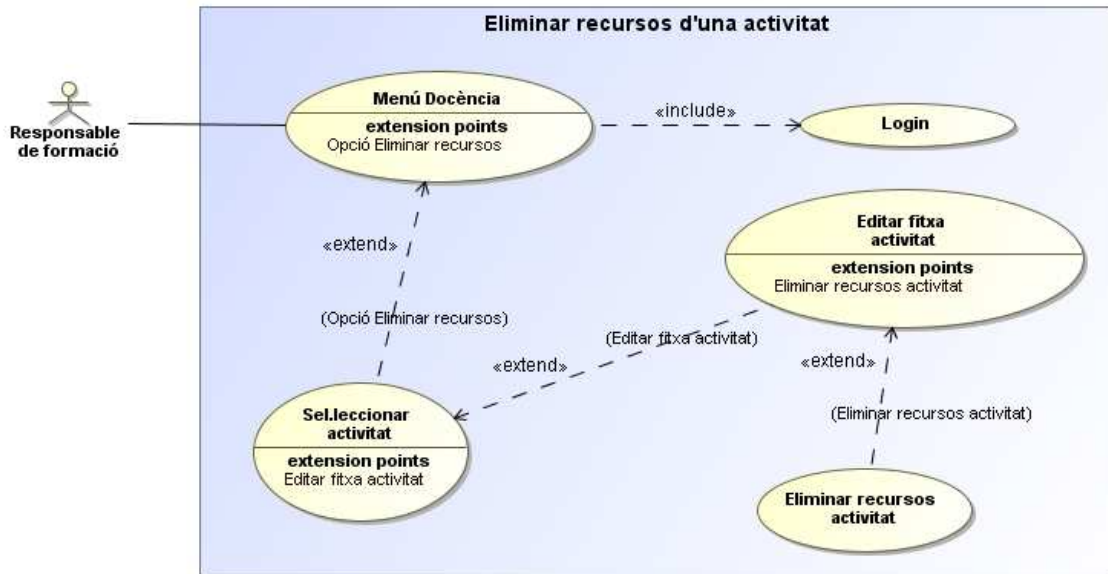 Eliminar recursos d'una activitat
Responsable
de formació
Menú Docència
extension points
Opció Eliminar recursos
«include»
Login
«extend»
(Opció Eliminar recursos)
Editar fitxa
activitat
extension points
Eliminar recursos activitat
(Editar fitxa activitat)
«extend»
«extend»
(Eliminar recursos activitat)
Sel.leccionar
activitat
extension points
Editar fitxa activitat
Eliminar recursos
activitat